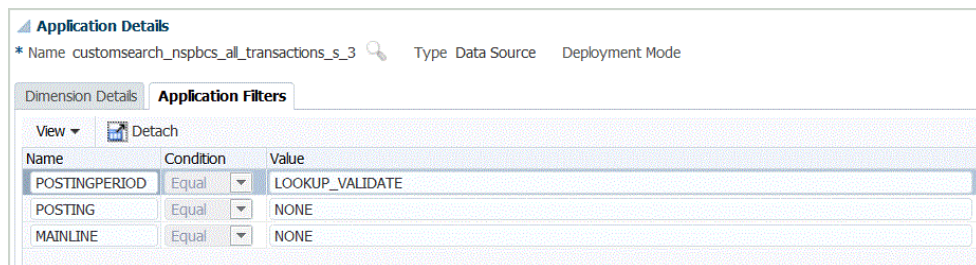 Application Details
* Name customsearch_nspbcs_all_transactions_s_3 Type Data Source Deployment Mode
Dimension Details Application Filters
View Detach
Name Condition Value
POSTINGPERIOD Equal LOOKUP_VALIDATE
POSTING Equal NONE
MAINLINE Equal NONE